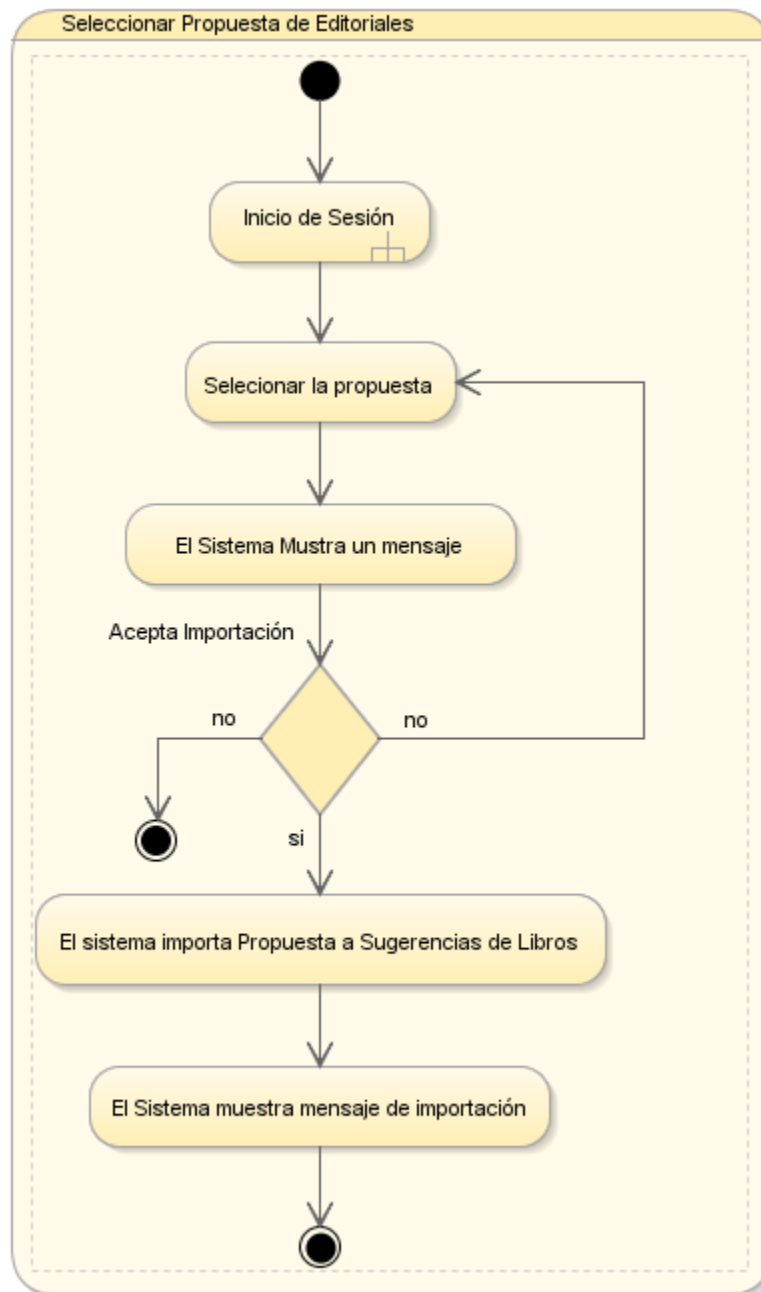 Seleccionar Propuesta de Editoriales
Inicio de Sesión
Selecionar la propuesta
El Sistema Mustra un mensaje
Acepta Importación
no
no
si
El sistema importa Propuesta a Sugerencias de Libros
El Sistema muestra mensaje de importación